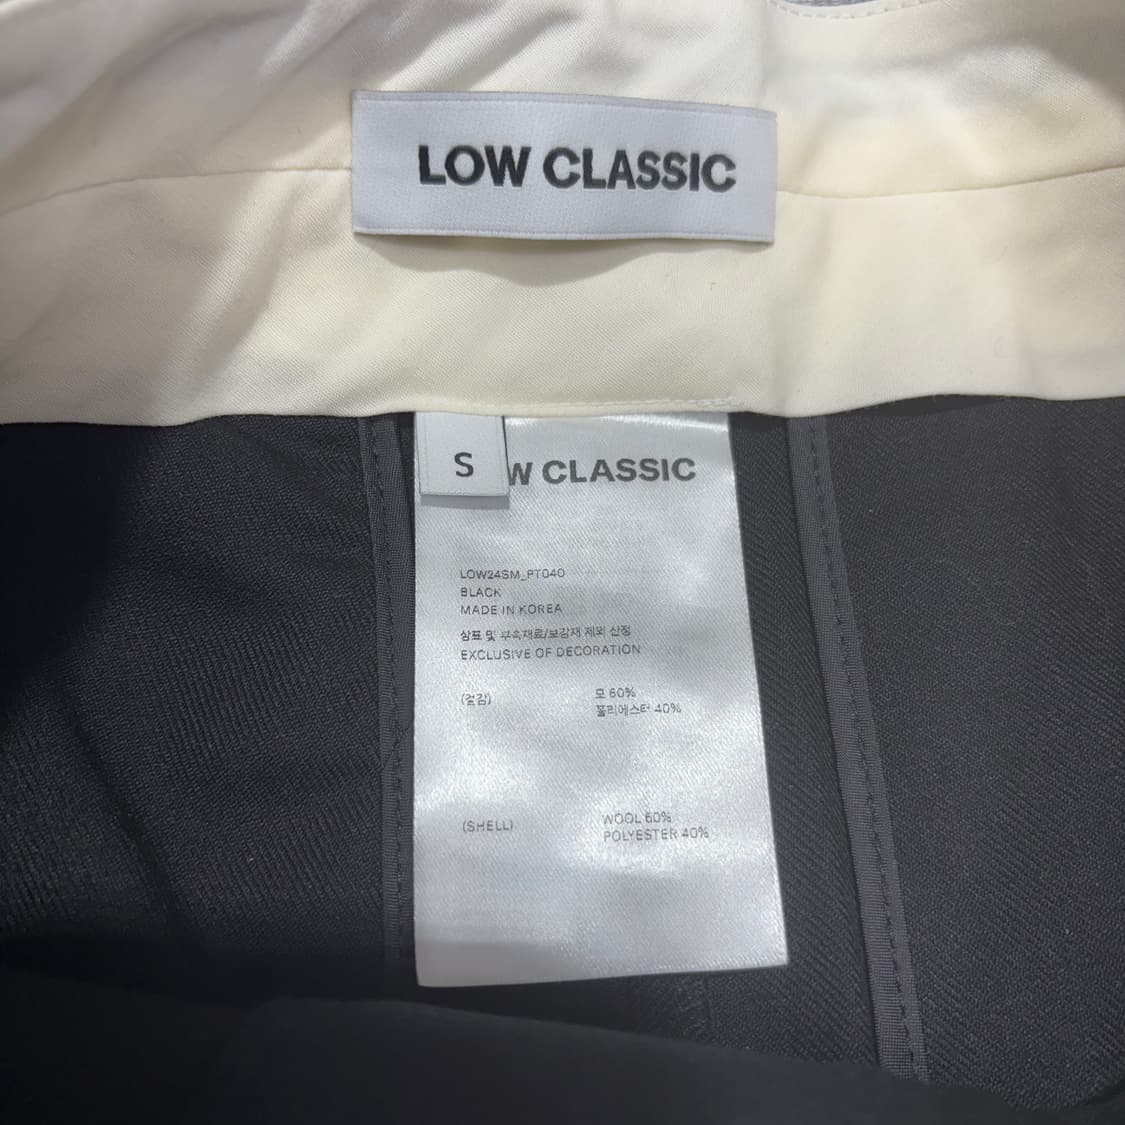 LOW CLASSIC
S
W CLASSIC
LOW24SM_PT040
BLACK
MADE IN KOREA
상표 및 부속재료/보강재 제외 산정
EXCLUSIVE OF DECORATION
(겉감) 모 60%
폴리에스터 40%
(SHELL) WOOL 60%
POLYESTER 40%